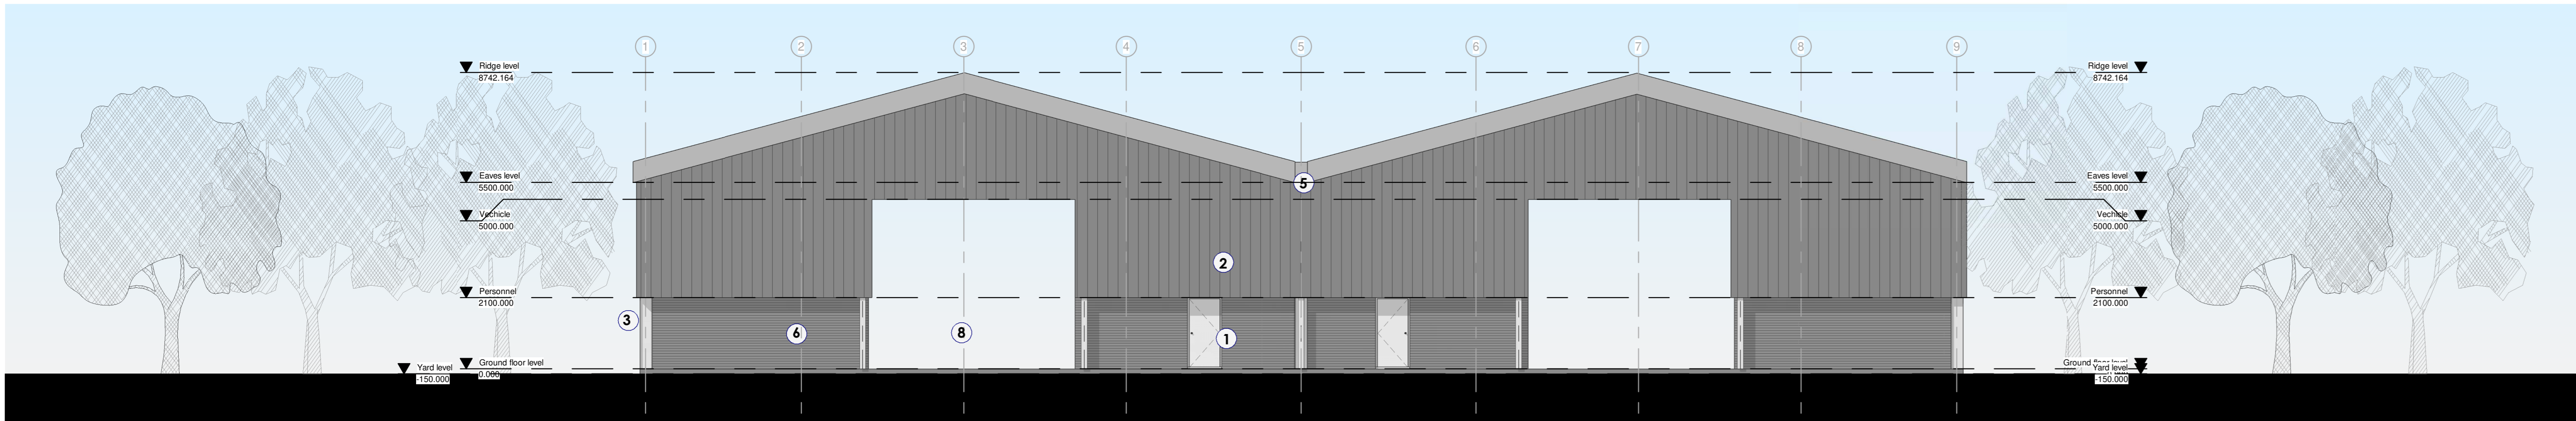 1 2 3 4 5 6 7 8 9
Ridge level
8742.164
Ridge level
8742.164
Eaves level
5500.000
Eaves level
5500.000
5
Vechicle
5000.000
Vechicle
5000.000
2
Personnel
2100.000
Personnel
2100.000
3
6
8
1
Ground floor level
0.000
Yard level
-150.000
Ground floor level
Yard level
-150.000